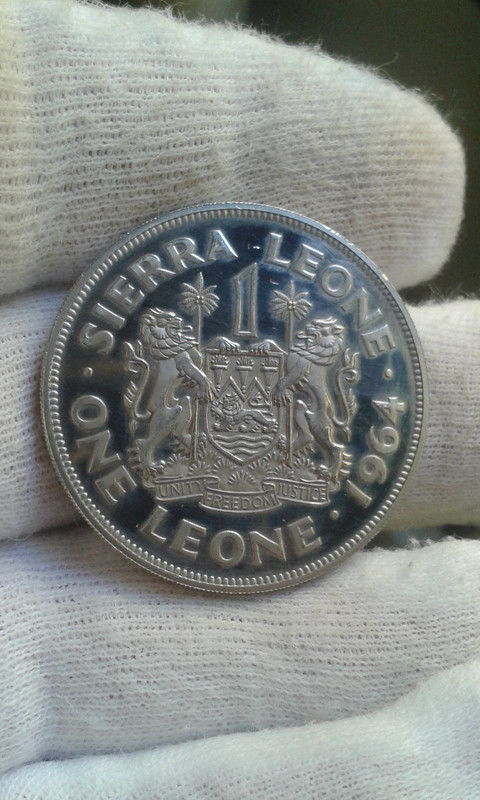 SIERRA LEONE
1
UNITY FREEDOM JUSTICE
ONE LEONE · 1964